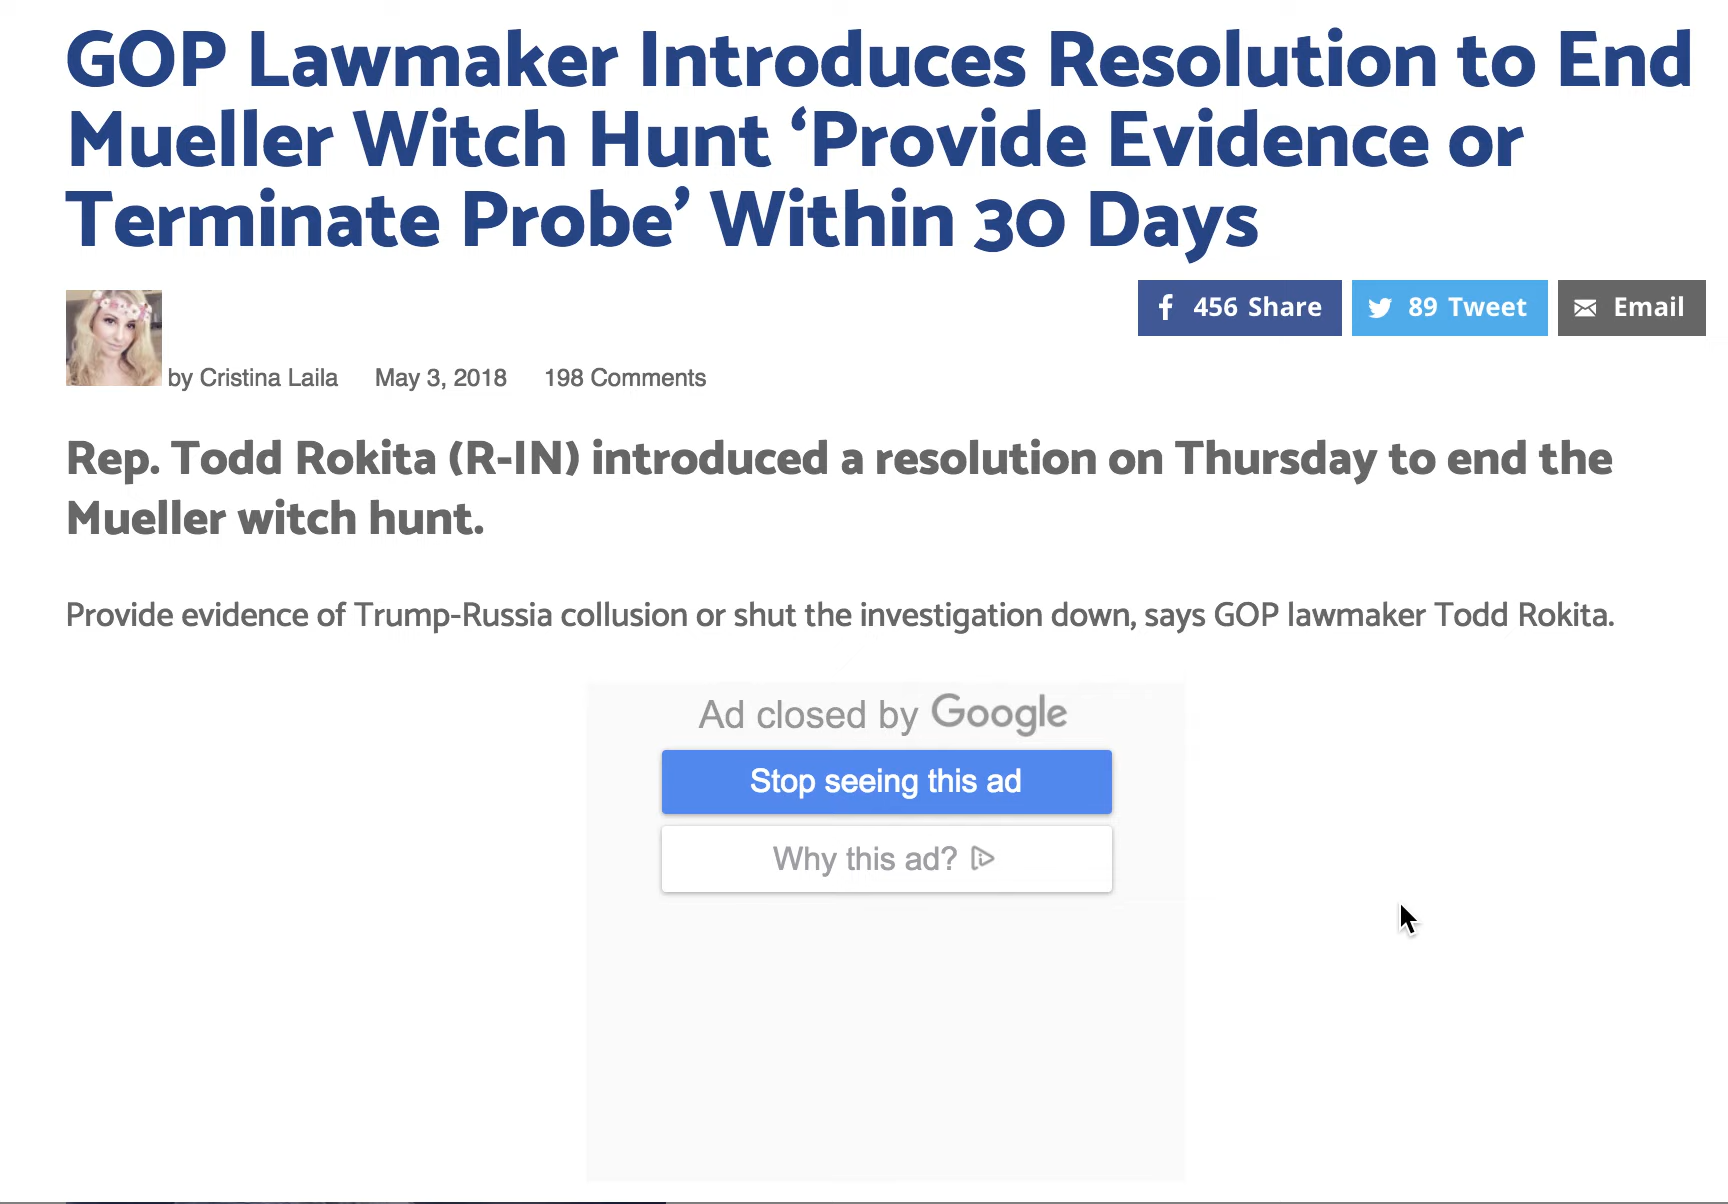 GOP Lawmaker Introduces Resolution to End
Mueller Witch Hunt ‘Provide Evidence or
Terminate Probe’ Within 30 Days
456 Share
89 Tweet
Email
by Cristina Laila May 3, 2018 198 Comments
Rep. Todd Rokita (R-IN) introduced a resolution on Thursday to end the
Mueller witch hunt.
Provide evidence of Trump-Russia collusion or shut the investigation down, says GOP lawmaker Todd Rokita.
Ad closed by Google
Stop seeing this ad
Why this ad?